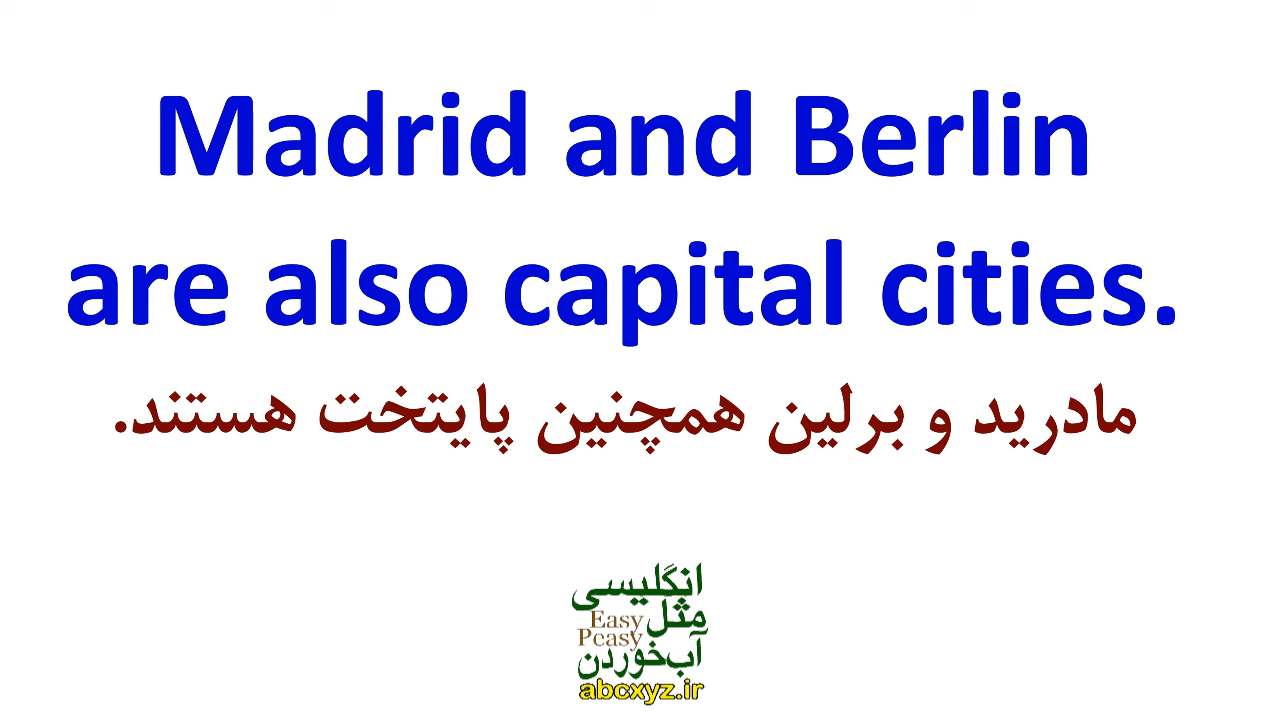 Madrid and Berlin
are also capital cities.
مادرید و برلین همچنین پایتخت هستند.
انگلیسی
مثل
Easy
Peasy
آب‌خوردن
abcxyz.ir